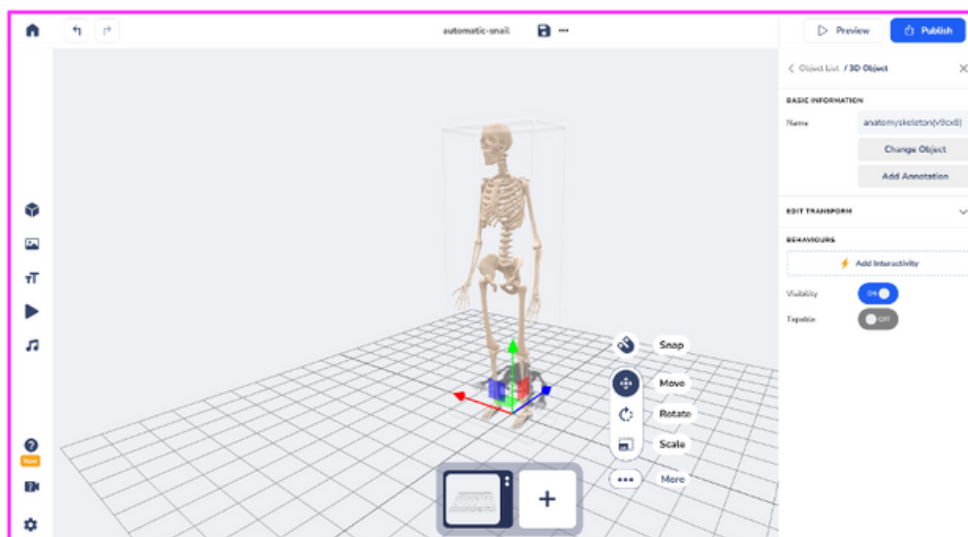 automatic-snail
Preview
Publish
Object List / 3D Object
BASIC INFORMATION
Name
anatomyskeleton(v9cx8)
Change Object
Add Annotation
EDIT TRANSFORM
BEHAVIOURS
Add Interactivity
Visibility
ON
Tapable
OFF
Snap
Move
Rotate
Scale
More
New